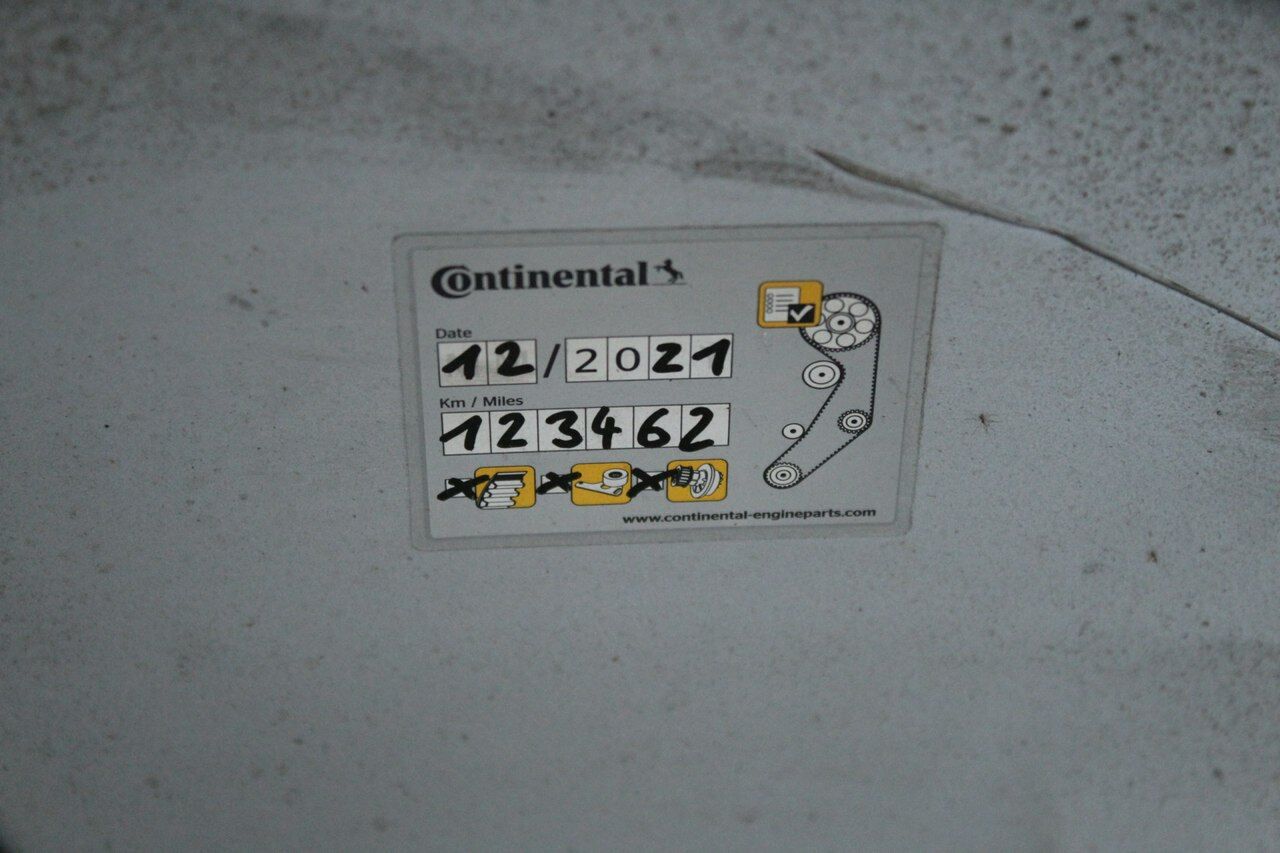 Continental
Date
12/2021
Km / Miles
123462
www.continental-engineparts.com